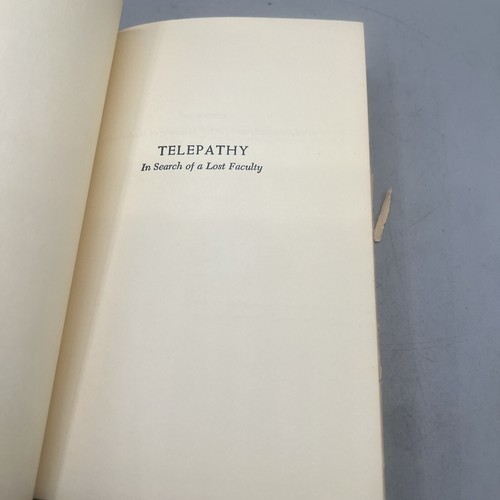 TELEPATHY
In Search of a Lost Faculty